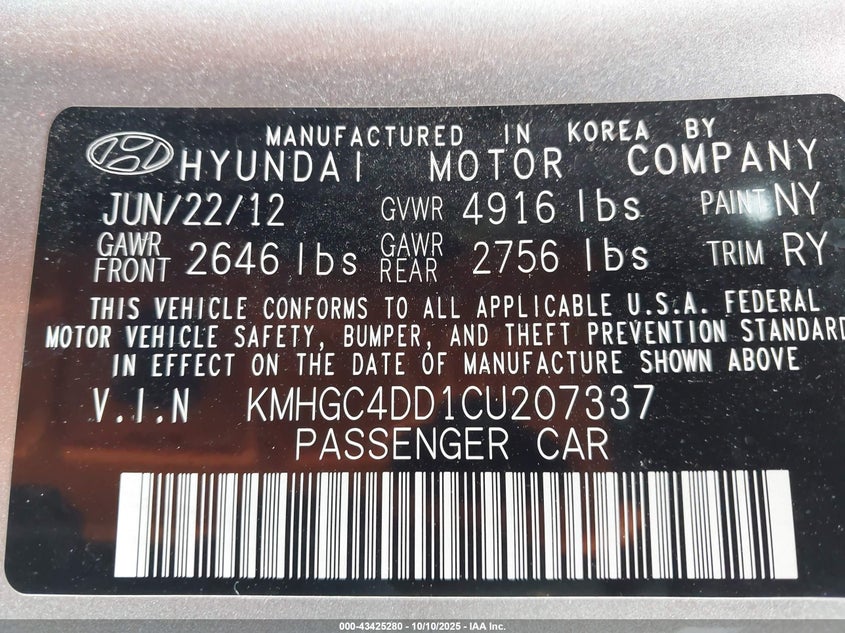 MANUFACTURED IN KOREA BY
HYUNDAI MOTOR COMPANY
JUN/22/12 GVWR 4916 lbs PAINT NY
GAWR FRONT 2646 lbs GAWR REAR 2756 lbs TRIM RY
THIS VEHICLE CONFORMS TO ALL APPLICABLE U.S.A. FEDERAL
MOTOR VEHICLE SAFETY, BUMPER, AND THEFT PREVENTION STANDARD
IN EFFECT ON THE DATE OF MANUFACTURE SHOWN ABOVE
V.I.N KMHGC4DD1CU207337
PASSENGER CAR
000-43425280 - 10/10/2025 - IAA Inc.